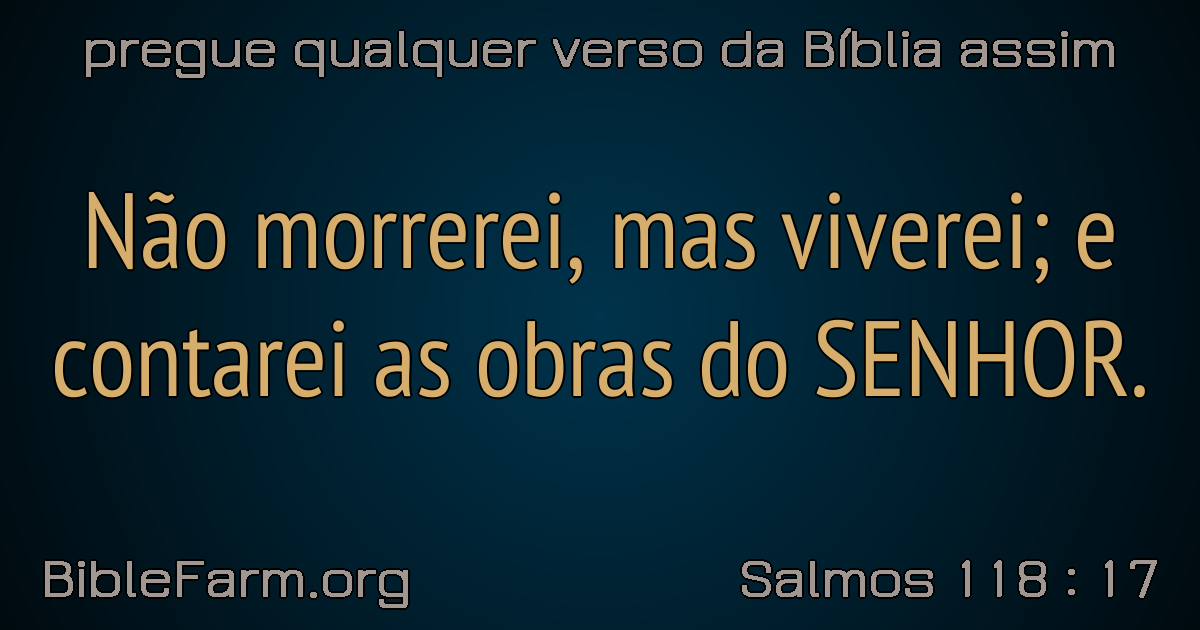 pregue qualquer verso da Bíblia assim
Não morrerei, mas viverei; e
contarei as obras do SENHOR.
BibleFarm.org
Salmos 118 : 17